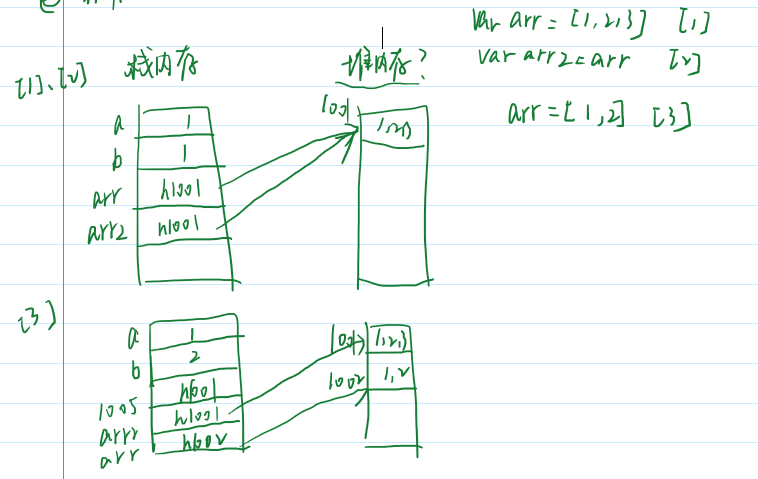 var arr = [1,2,3] [1]
var arr2 = arr [2]
arr = [1,2] [3]
[1]、[2] 栈内存 堆内存?
1001
a 1 1,2,3
b 1
arr h1001
arr2 h1001
[3]
a 1 1001 1,2,3
b 2 1002 1,2
1005 h1001
arr2 h1001
arr h1002